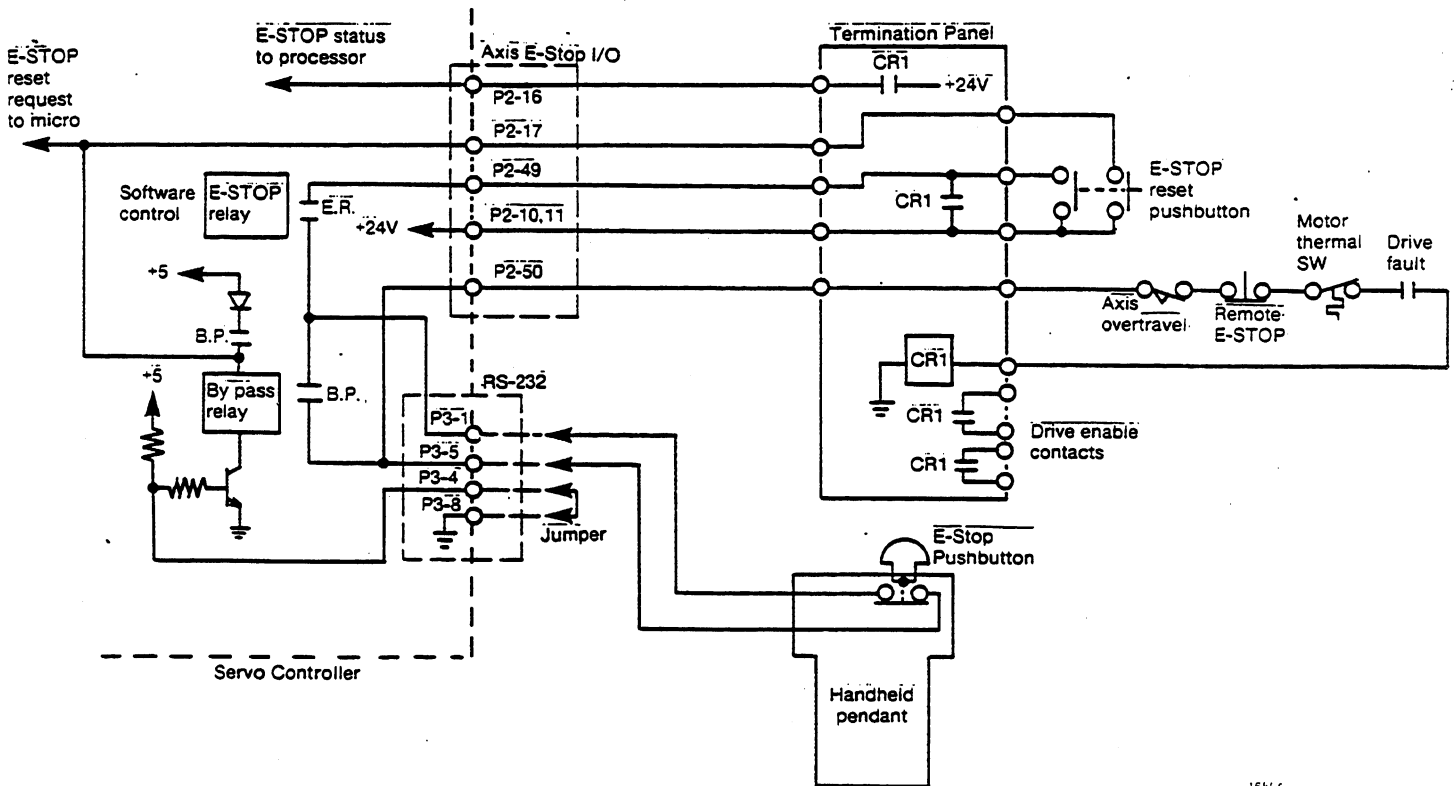 E-STOP
reset
request
to micro
E-STOP status
to processor
Axis E-Stop I/O
P2-16
P2-17
P2-49
P2-10,11
P2-50
Termination Panel
CR1
+24V
Software
control
E-STOP
relay
E.R.
+24V
CR1
E-STOP
reset
pushbutton
+5
B.P.
Motor
thermal
SW
Drive
fault
Axis
overtravel
Remote
E-STOP
+5
By pass
relay
B.P.
RS-232
P3-1
P3-5
P3-4
P3-8
Jumper
CR1
CR1
CR1
Drive enable
contacts
E-Stop
Pushbutton
Servo Controller
Handheld
pendant